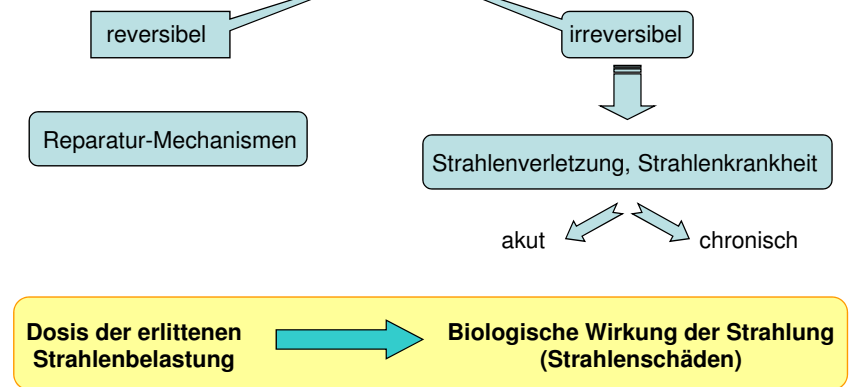 reversibel
irreversibel
Reparatur-Mechanismen
Strahlenverletzung, Strahlenkrankheit
akut
chronisch
Dosis der erlittenen
Strahlenbelastung
Biologische Wirkung der Strahlung
(Strahlenschäden)